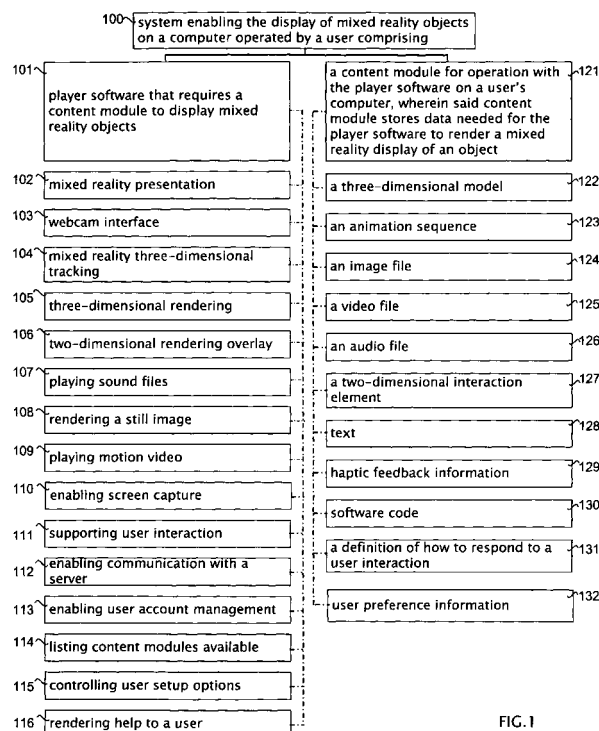 100 system enabling the display of mixed reality objects
on a computer operated by a user comprising
101
player software that requires a
content module to display mixed
reality objects
102 mixed reality presentation
103 webcam interface
104 mixed reality three-dimensional
tracking
105 three-dimensional rendering
106 two-dimensional rendering overlay
107 playing sound files
108 rendering a still image
109 playing motion video
110 enabling screen capture
111 supporting user interaction
112 enabling communication with a
server
113 enabling user account management
114 listing content modules available
115 controlling user setup options
116 rendering help to a user
121
a content module for operation with
the player software on a user's
computer, wherein said content
module stores data needed for the
player software to render a mixed
reality display of an object
122 a three-dimensional model
123 an animation sequence
124 an image file
125 a video file
126 an audio file
127 a two-dimensional interaction
element
128 text
129 haptic feedback information
130 software code
131 a definition of how to respond to a
user interaction
132 user preference information
FIG.1